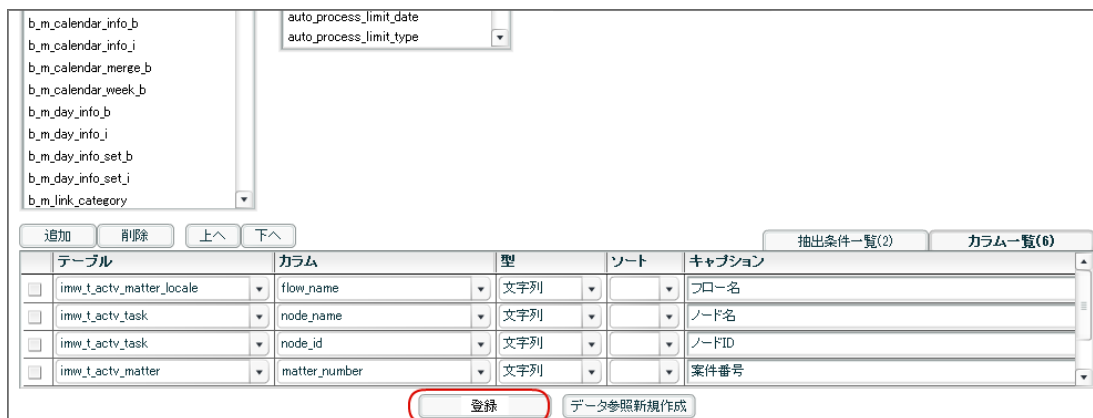 b_m_calendar_info_b
b_m_calendar_info_i
b_m_calendar_merge_b
b_m_calendar_week_b
b_m_day_info_b
b_m_day_info_i
b_m_day_info_set_b
b_m_day_info_set_i
b_m_link_category
auto_process_limit_date
auto_process_limit_type
追加 削除 上へ 下へ 抽出条件一覧(2) カラム一覧(6)
テーブル カラム 型 ソート キャプション
imw_t_actv_matter_locale flow_name 文字列 フロー名
imw_t_actv_task node_name 文字列 ノード名
imw_t_actv_task node_id 文字列 ノードID
imw_t_actv_matter matter_number 文字列 案件番号
登録 データ参照新規作成